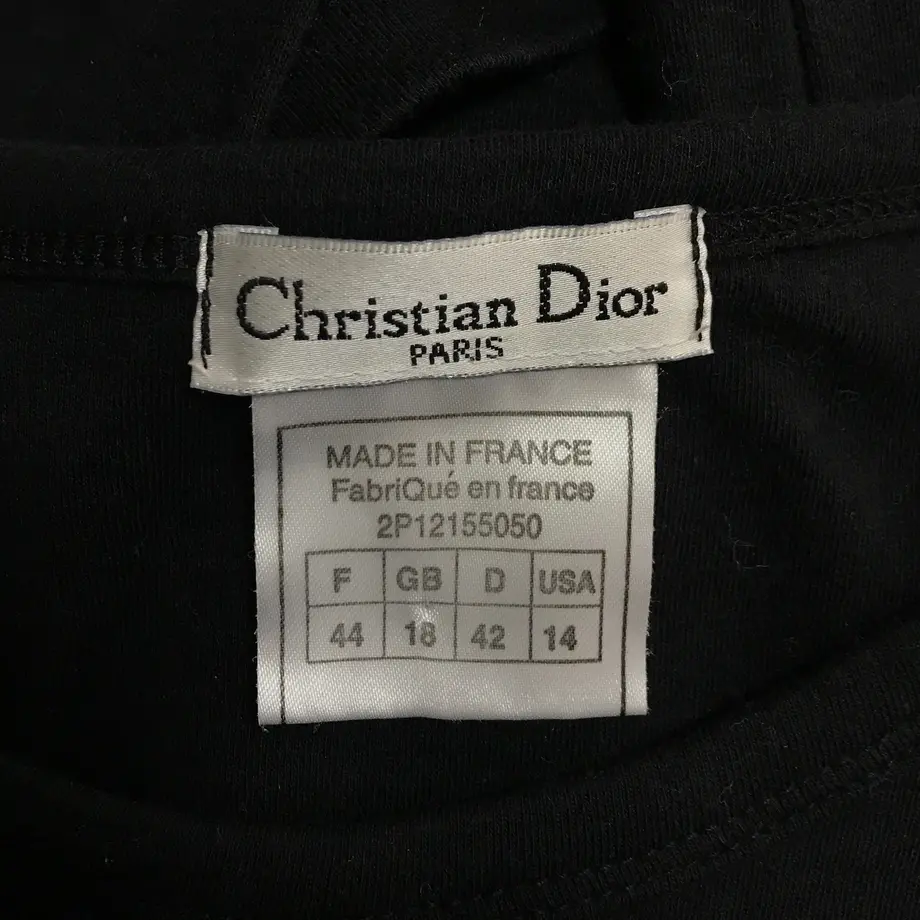 Christian Dior
PARIS
MADE IN FRANCE
FabriQué en france
2P12155050
F GB D USA
44 18 42 14